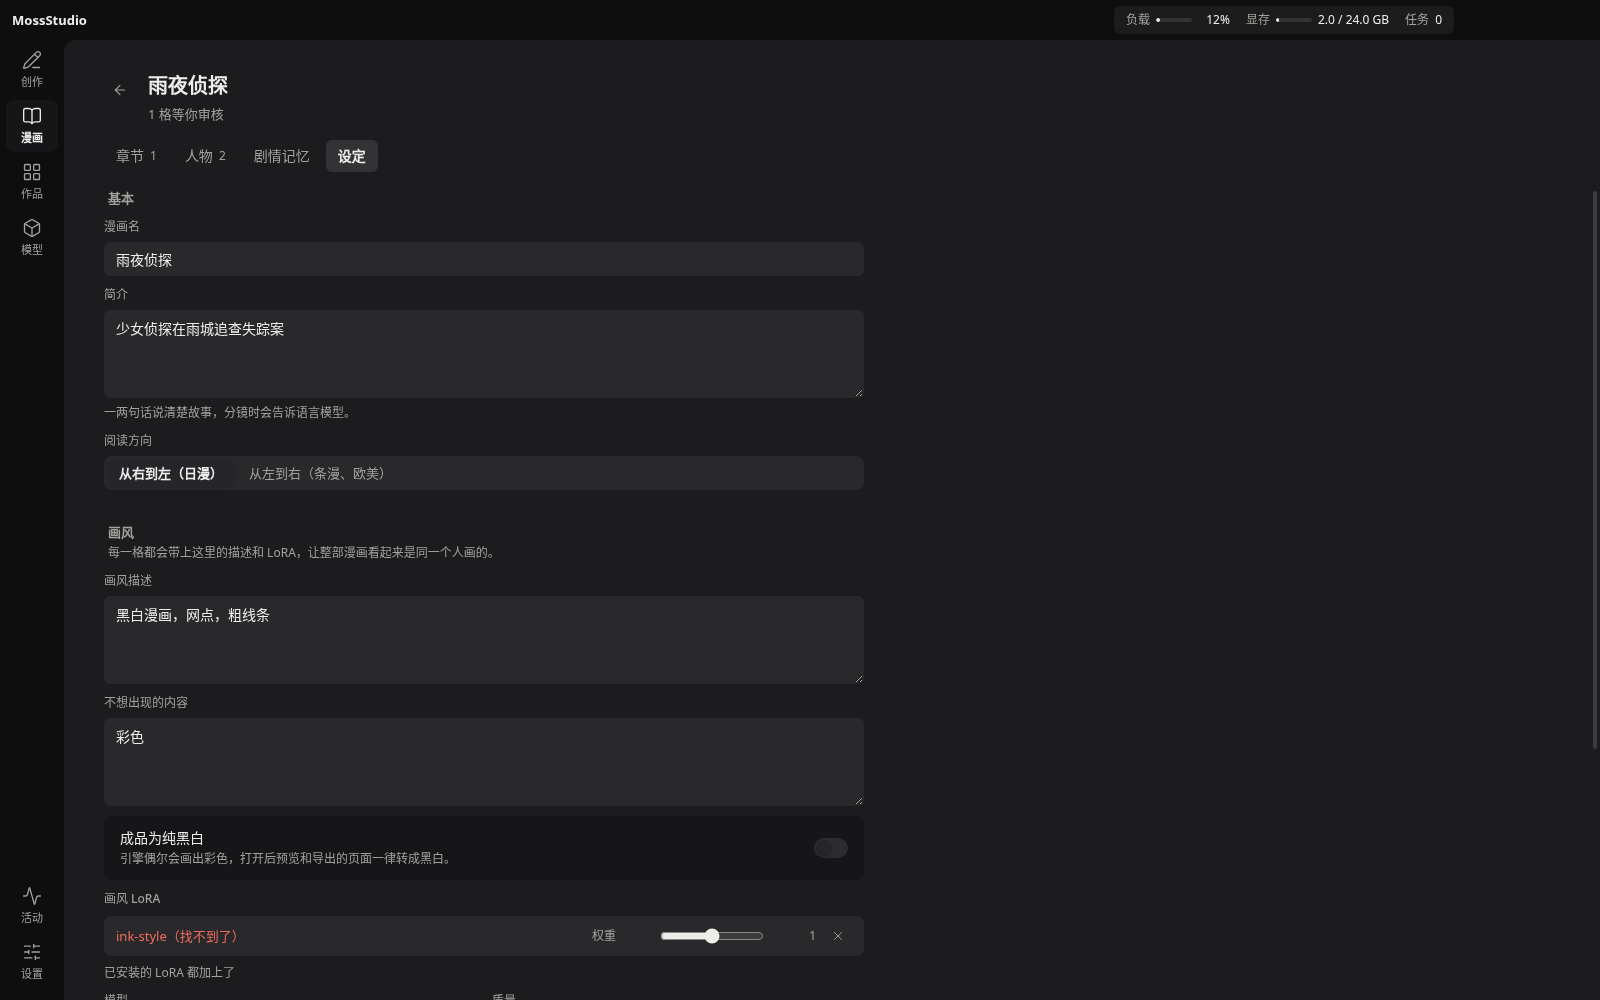 MossStudio
负载 12% 显存 2.0 / 24.0 GB 任务 0
创作
漫画
作品
模型
活动
设置
雨夜侦探
1 格等你审核
章节 1 人物 2 剧情记忆 设定
基本
漫画名
雨夜侦探
简介
少女侦探在雨城追查失踪案
一两句话说清楚故事，分镜时会告诉语言模型。
阅读方向
从右到左（日漫） 从左到右（条漫、欧美）
画风
每一格都会带上这里的描述和 LoRA，让整部漫画看起来是同一个人画的。
画风描述
黑白漫画，网点，粗线条
不想出现的内容
彩色
成品为纯黑白
引擎偶尔会画出彩色，打开后预览和导出的页面一律转成黑白。
画风 LoRA
ink-style（找不到了） 权重 1
已安装的 LoRA 都加上了
模型 质量